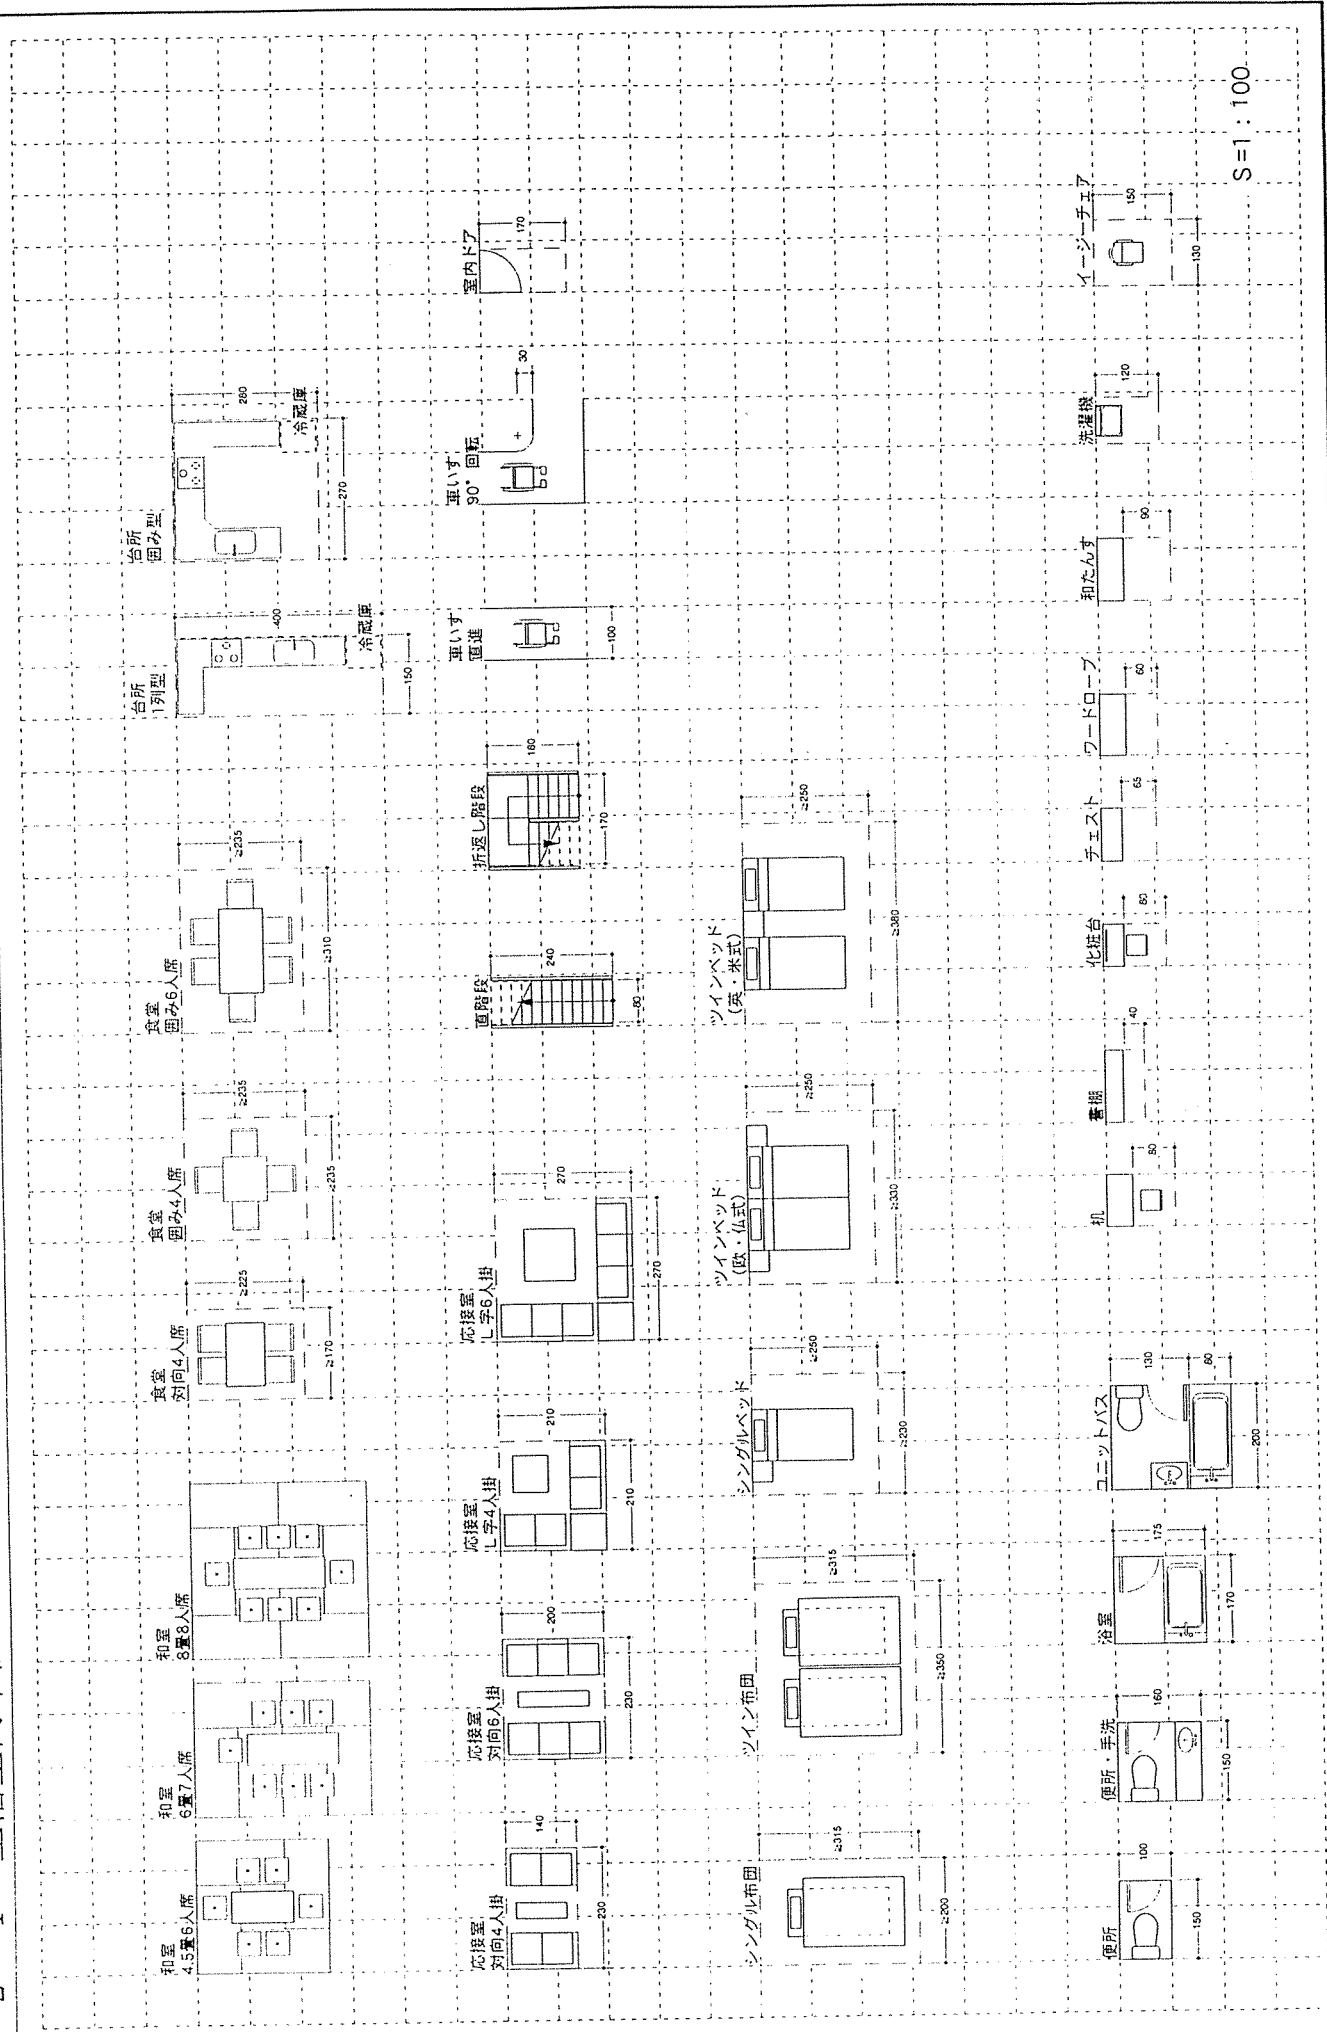 和室
4.5畳6人席
和室
6畳7人席
和室
8畳8人席
食堂
対向4人席
≥225
≥170
食堂
囲み4人席
≥235
≥235
食堂
囲み6人席
≥235
≥310
台所
1列型
400
冷蔵庫
150
台所
囲み型
280
冷蔵庫
270
応接室
対向4人掛
140
230
応接室
対向6人掛
200
230
応接室
L字4人掛
210
210
応接室
L字6人掛
270
270
直階段
240
80
折返し階段
180
170
車いす
直進
100
車いす
90°回転
30
室内ドア
170
シングル布団
≥315
≥200
ツイン布団
≥315
≥350
シングルベッド
≥250
≥230
ツインベッド
(欧・仏式)
≥250
≥330
ツインベッド
(英・米式)
≥250
≥380
便所
100
150
便所・手洗
160
150
浴室
175
170
ユニットバス
130
80
200
机
80
書棚
40
化粧台
80
チェスト
65
ワードローブ
60
和たんす
90
洗濯機
120
イージーチェア
150
130
S=1:100